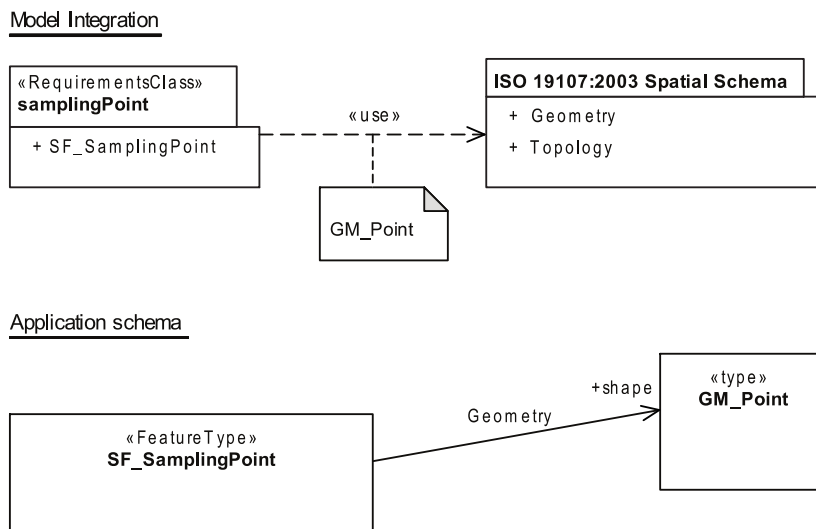 Model Integration
«RequirementsClass»
samplingPoint
+ SF_SamplingPoint
«use»
GM_Point
ISO 19107:2003 Spatial Schema
+ Geometry
+ Topology
Application schema
«FeatureType»
SF_SamplingPoint
Geometry
+shape
«type»
GM_Point